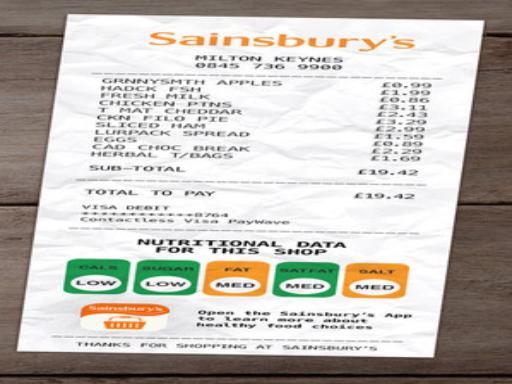 Sainsbury's
MILTON KEYNES
0845 736 9900
GRNNYSMTH APPLES £0.99
HADCK FSH £1.99
FRESH MILK £0.86
CHICKEN PTNS £3.11
T MAT CHEDDAR £2.43
CKN FILO PIE £3.29
SLICED HAM £2.99
LURPACK SPREAD £1.59
EGGS £0.89
CAD CHOC BREAK £2.29
HERBAL T/BAGS £1.69
SUB-TOTAL £19.42
TOTAL TO PAY £19.42
VISA DEBIT
************8764
Contactless Visa PayWave
NUTRITIONAL DATA
FOR THIS SHOP
CALS SUGAR FAT SATFAT SALT
LOW LOW MED MED MED
Sainsbury's
Open the Sainsbury's App
to learn more about
healthy food choices
THANKS FOR SHOPPING AT SAINSBURY'S